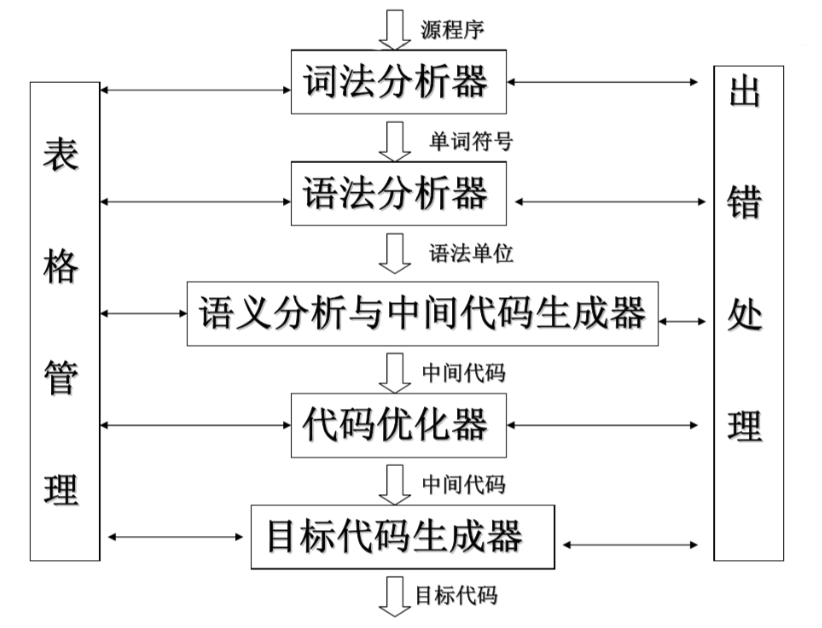 源程序
词法分析器
单词符号
语法分析器
语法单位
语义分析与中间代码生成器
中间代码
代码优化器
中间代码
目标代码生成器
目标代码
表格管理
出错处理